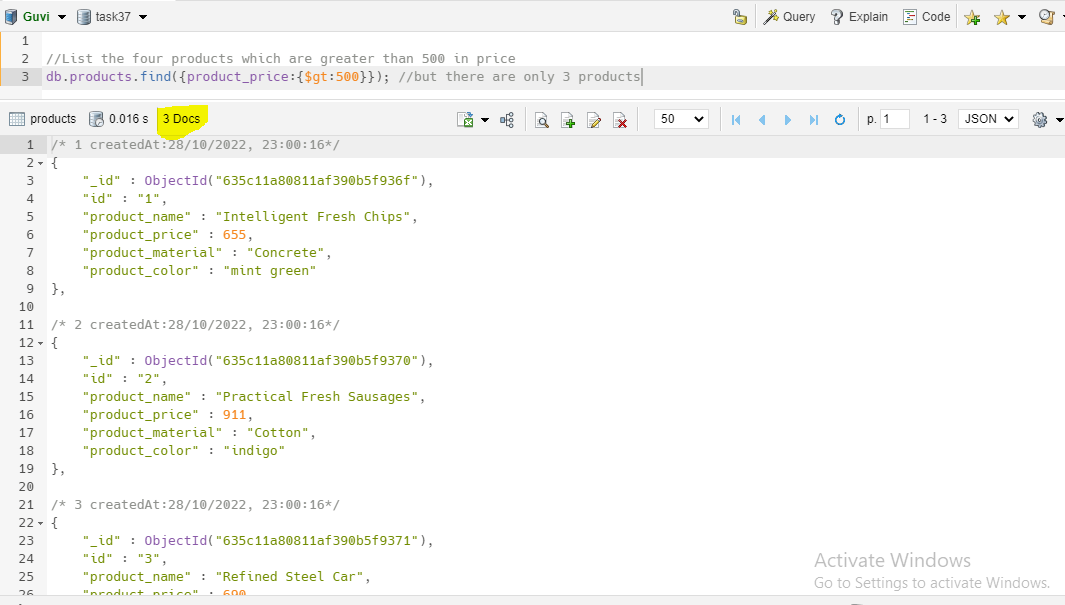 Guvi task37 Query Explain Code
1
2 //List the four products which are greater than 500 in price
3 db.products.find({product_price:{$gt:500}}); //but there are only 3 products
products 0.016 s 3 Docs 50 p. 1 1 - 3 JSON
1 /* 1 createdAt:28/10/2022, 23:00:16*/
2 {
3 "_id" : ObjectId("635c11a80811af390b5f936f"),
4 "id" : "1",
5 "product_name" : "Intelligent Fresh Chips",
6 "product_price" : 655,
7 "product_material" : "Concrete",
8 "product_color" : "mint green"
9 },
10
11 /* 2 createdAt:28/10/2022, 23:00:16*/
12 {
13 "_id" : ObjectId("635c11a80811af390b5f9370"),
14 "id" : "2",
15 "product_name" : "Practical Fresh Sausages",
16 "product_price" : 911,
17 "product_material" : "Cotton",
18 "product_color" : "indigo"
19 },
20
21 /* 3 createdAt:28/10/2022, 23:00:16*/
22 {
23 "_id" : ObjectId("635c11a80811af390b5f9371"),
24 "id" : "3",
25 "product_name" : "Refined Steel Car",
26 "product_price" : 690
Activate Windows
Go to Settings to activate Windows.